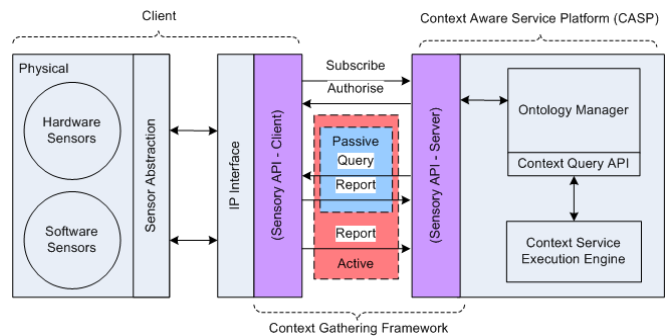 Client
Context Aware Service Platform (CASP)
Physical
Hardware
Sensors
Software
Sensors
Sensor Abstraction
IP Interface
(Sensory API - Client)
Subscribe
Authorise
Passive
Query
Report
Report
Active
(Sensory API - Server)
Ontology Manager
Context Query API
Context Service
Execution Engine
Context Gathering Framework